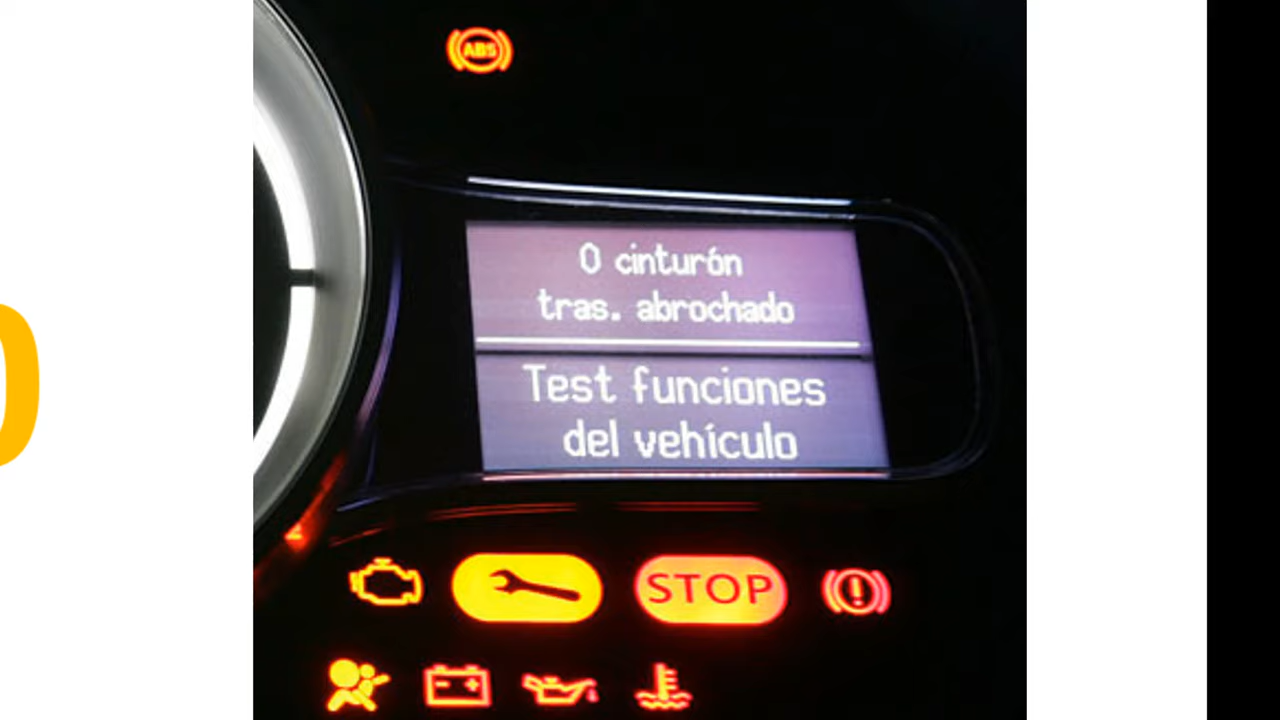 ABS
0 cinturón
tras. abrochado
Test funciones
del vehículo
STOP